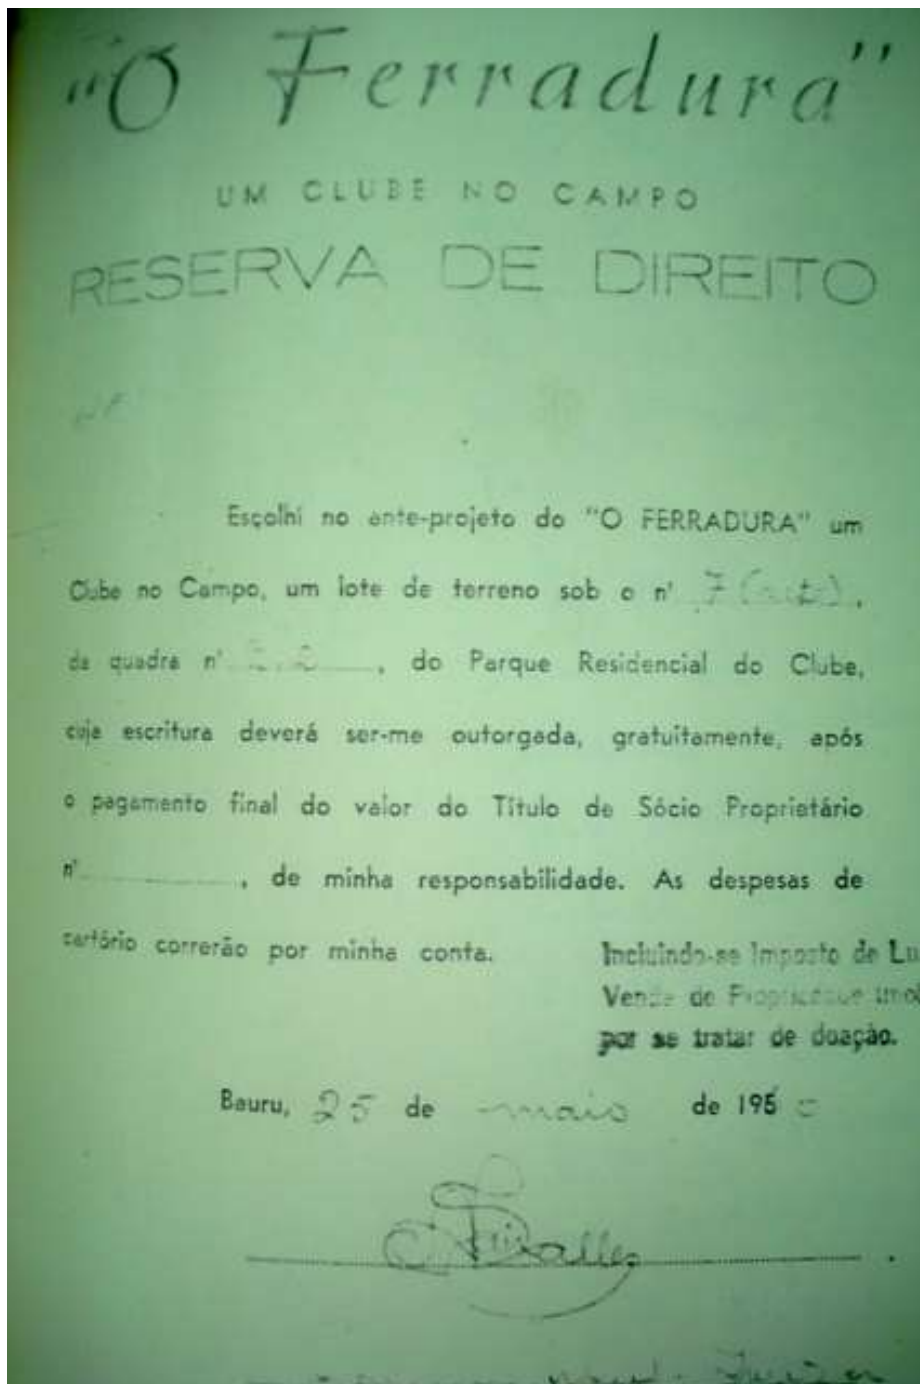 "O Ferradura"
UM CLUBE NO CAMPO
RESERVA DE DIREITO
Escolhi no ante-projeto do "O FERRADURA" um
Clube no Campo, um lote de terreno sob o n' 7
da quadra n' , do Parque Residencial do Clube,
cuja escritura deverá ser-me outorgada, gratuitamente, após
o pagamento final do valor do Título de Sócio Proprietário
n' , de minha responsabilidade. As despesas de
cartório correrão por minha conta.
Incluindo-se Imposto de Lu
Venda de
por se tratar de doação.
Bauru, 25 de maio de 195